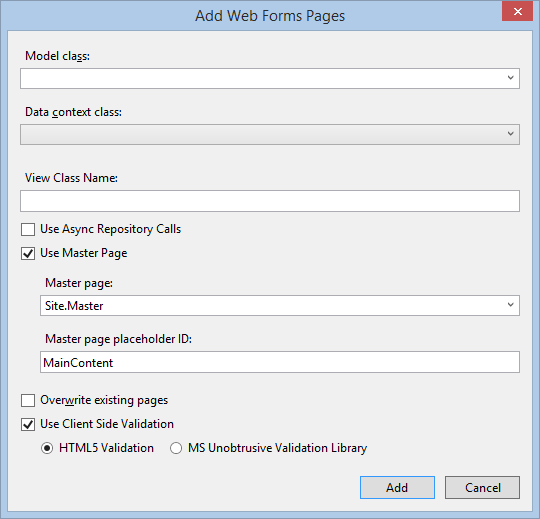 Add Web Forms Pages
Model class:
Data context class:
View Class Name:
Use Async Repository Calls
Use Master Page
Master page:
Site.Master
Master page placeholder ID:
MainContent
Overwrite existing pages
Use Client Side Validation
HTML5 Validation MS Unobtrusive Validation Library
Add Cancel